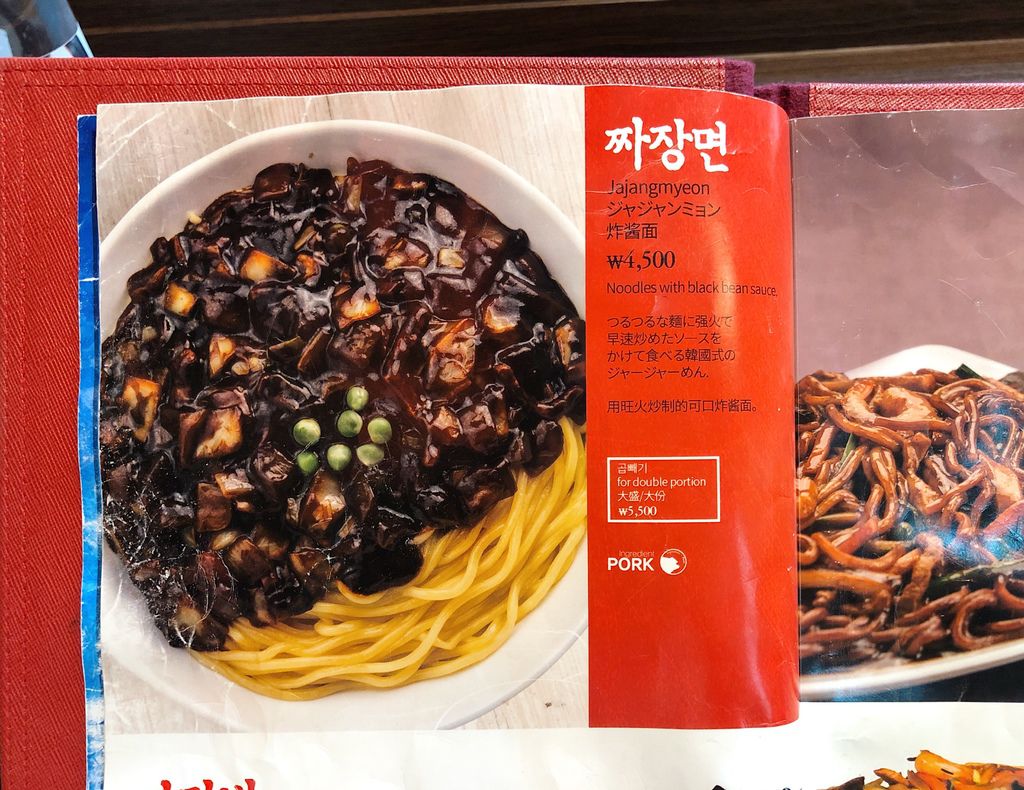 짜장면
Jajangmyeon
ジャジャンミョン
炸酱面
₩4,500
Noodles with black bean sauce.
つるつるな麵に强火で
早速炒めたソースを
かけて食べる韓國式の
ジャージャーめん.
用旺火炒制的可口炸酱面。
곱빼기
for double portion
大盛/大份
₩5,500
Ingredient
PORK